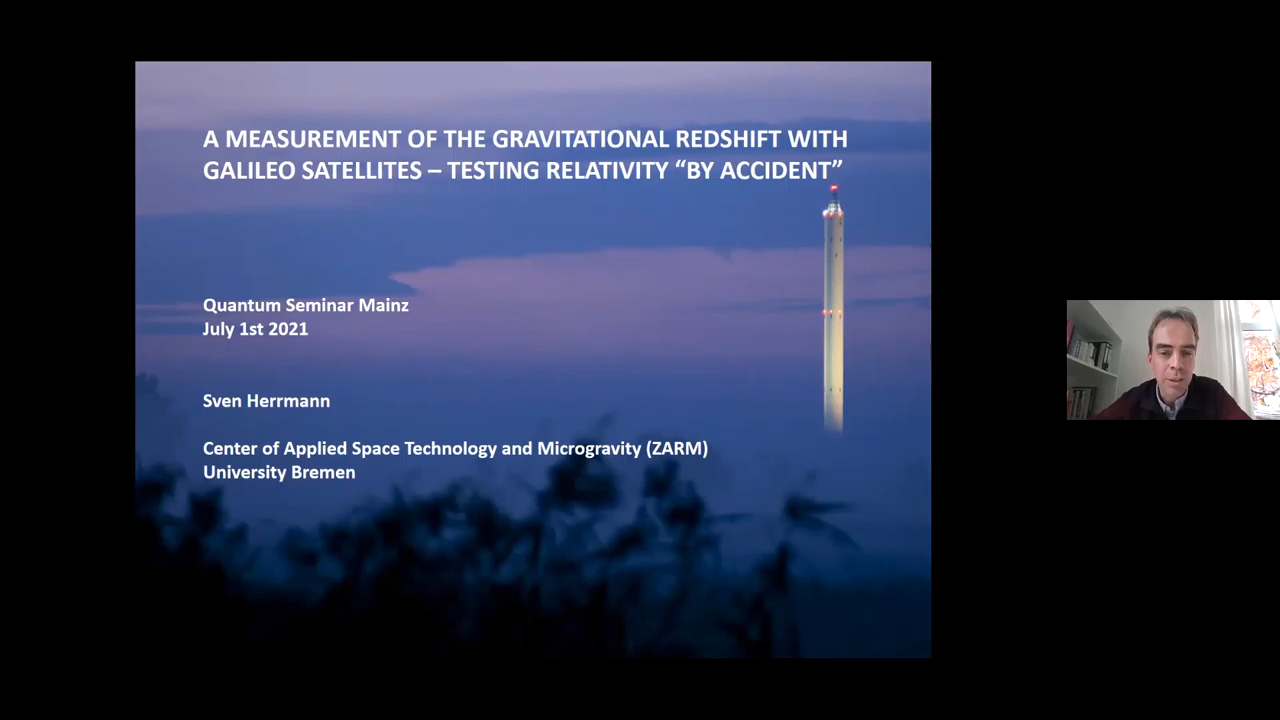 A MEASUREMENT OF THE GRAVITATIONAL REDSHIFT WITH
GALILEO SATELLITES – TESTING RELATIVITY “BY ACCIDENT”
Quantum Seminar Mainz
July 1st 2021
Sven Herrmann
Center of Applied Space Technology and Microgravity (ZARM)
University Bremen